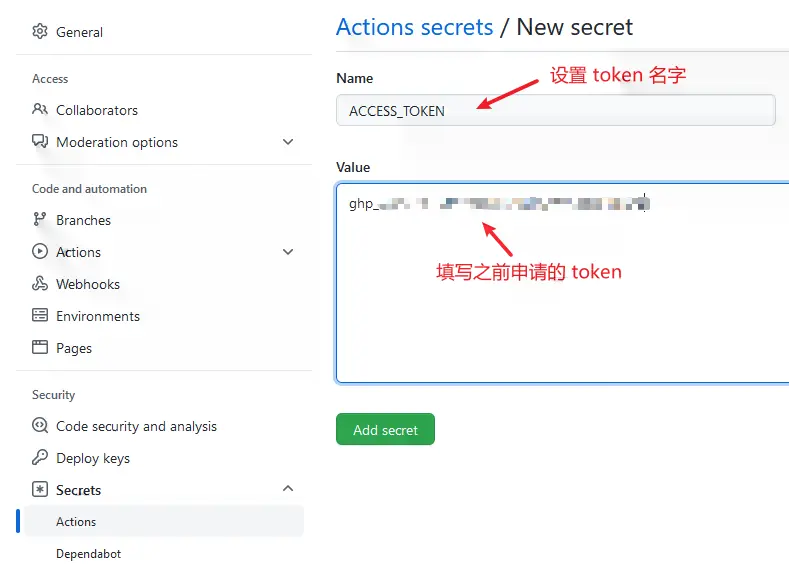 General
Access
Collaborators
Moderation options
Code and automation
Branches
Actions
Webhooks
Environments
Pages
Security
Code security and analysis
Deploy keys
Secrets
Actions
Dependabot
Actions secrets / New secret
设置 token 名字
Name
ACCESS_TOKEN
Value
ghp_
填写之前申请的 token
Add secret